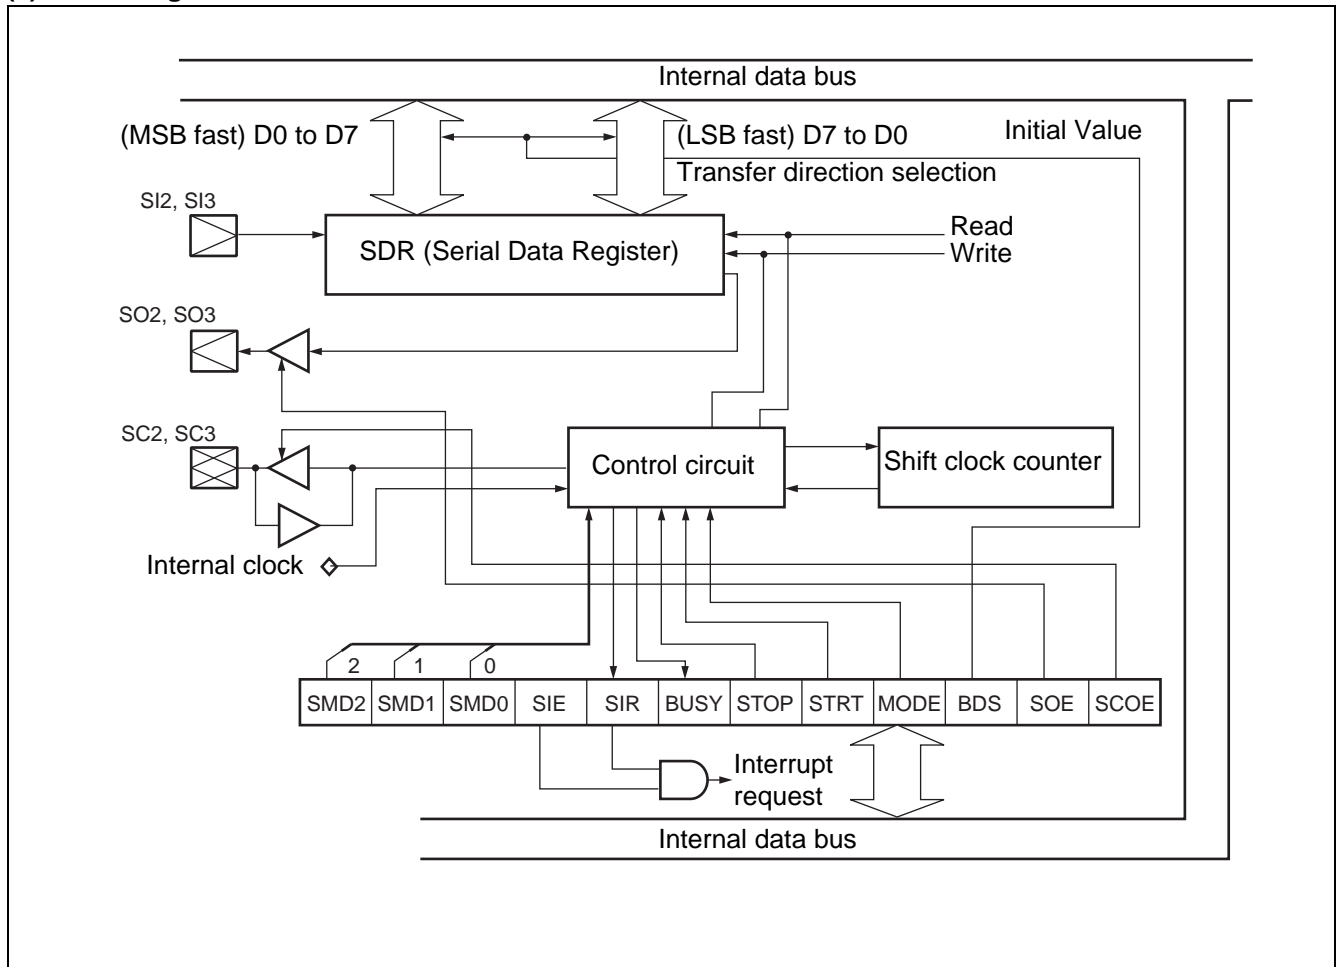 Internal data bus
(MSB fast) D0 to D7
(LSB fast) D7 to D0
Initial Value
Transfer direction selection
SI2, SI3
SDR (Serial Data Register)
Read
Write
SO2, SO3
SC2, SC3
Control circuit
Shift clock counter
Internal clock
2 1 0
SMD2 SMD1 SMD0 SIE SIR BUSY STOP STRT MODE BDS SOE SCOE
Interrupt
request
Internal data bus